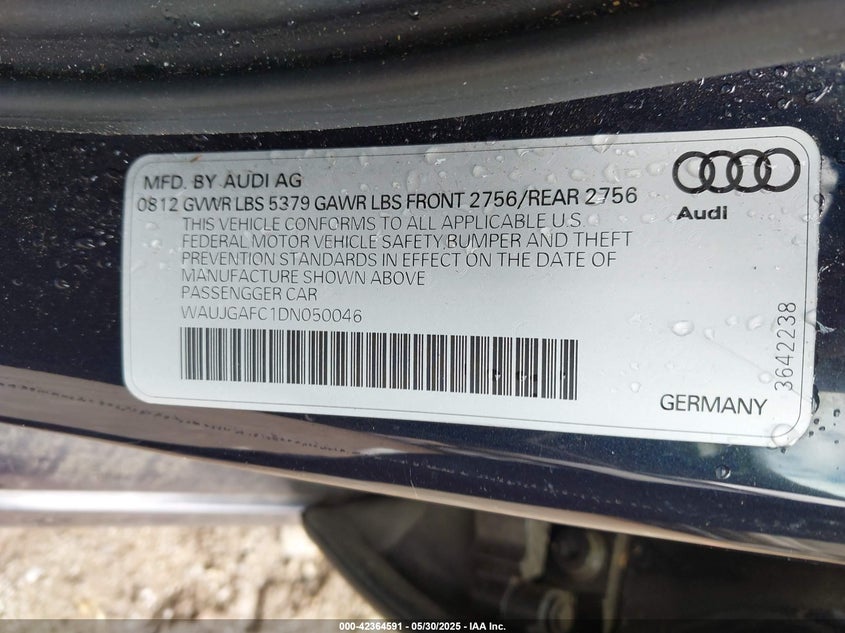 MFD. BY AUDI AG
0812 GVWR LBS 5379 GAWR LBS FRONT 2756/REAR 2756
THIS VEHICLE CONFORMS TO ALL APPLICABLE U.S.
FEDERAL MOTOR VEHICLE SAFETY BUMPER AND THEFT
PREVENTION STANDARDS IN EFFECT ON THE DATE OF
MANUFACTURE SHOWN ABOVE
PASSENGGER CAR
WAUJGAFC1DN050046
Audi
3642238
GERMANY
000-42364591 — 05/30/2025 — IAA Inc.